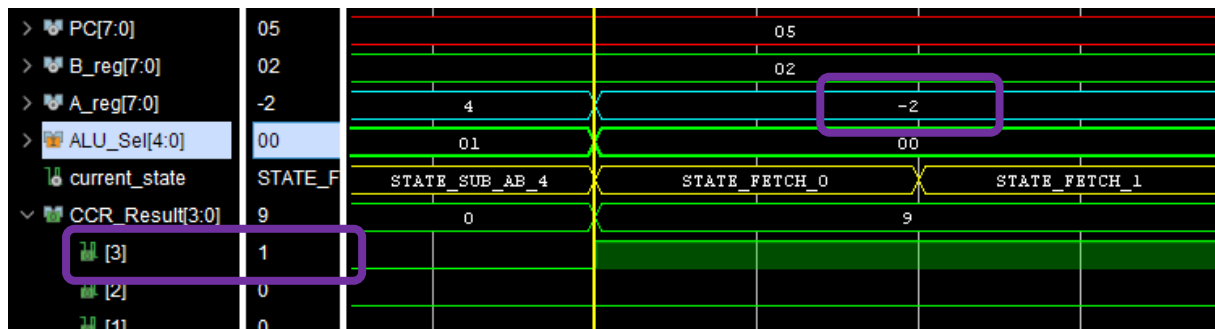 PC[7:0] 05 05
B_reg[7:0] 02 02
A_reg[7:0] -2 4 -2
ALU_Sel[4:0] 00 01 00
current_state STATE_F STATE_SUB_AB_4 STATE_FETCH_0 STATE_FETCH_1
CCR_Result[3:0] 9 0 9
[3] 1
[2] 0
[1] 0